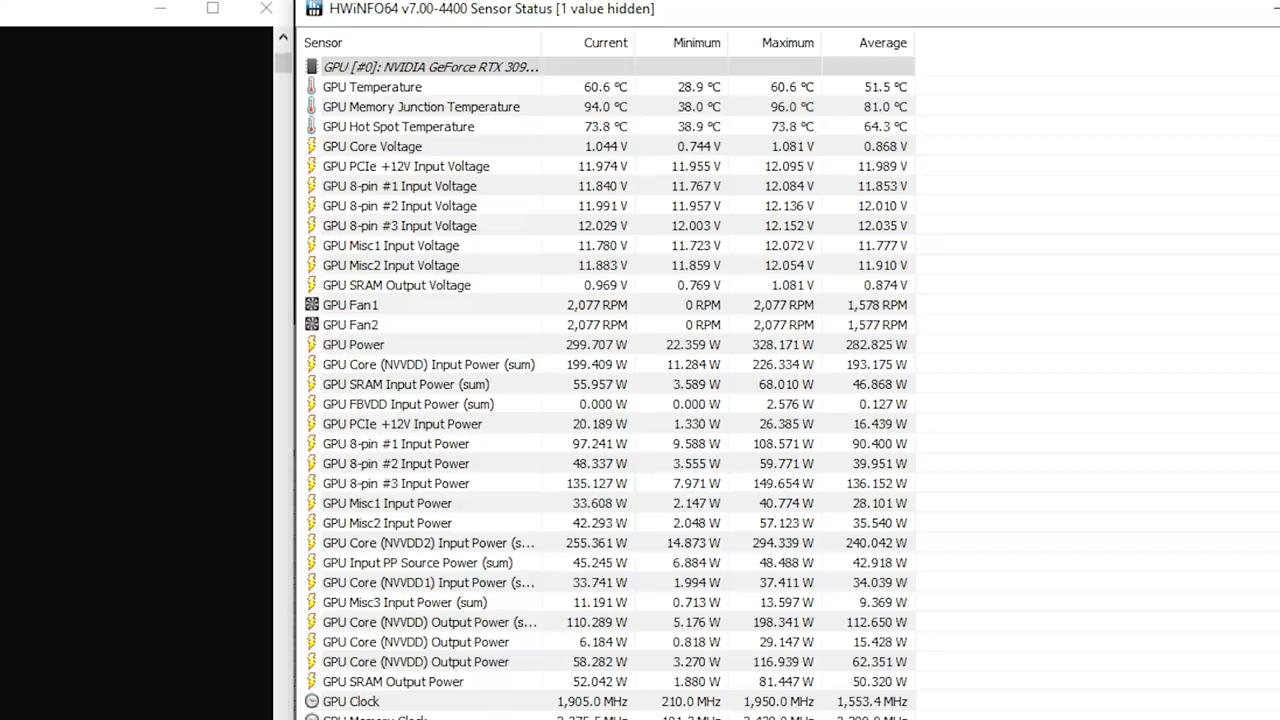 HWiNFO64 v7.00-4400 Sensor Status [1 value hidden]
Sensor Current Minimum Maximum Average
GPU [#0]: NVIDIA GeForce RTX 309...
GPU Temperature 60.6 ºC 28.9 ºC 60.6 ºC 51.5 ºC
GPU Memory Junction Temperature 94.0 ºC 38.0 ºC 96.0 ºC 81.0 ºC
GPU Hot Spot Temperature 73.8 ºC 38.9 ºC 73.8 ºC 64.3 ºC
GPU Core Voltage 1.044 V 0.744 V 1.081 V 0.868 V
GPU PCIe +12V Input Voltage 11.974 V 11.955 V 12.095 V 11.989 V
GPU 8-pin #1 Input Voltage 11.840 V 11.767 V 12.084 V 11.853 V
GPU 8-pin #2 Input Voltage 11.991 V 11.957 V 12.136 V 12.010 V
GPU 8-pin #3 Input Voltage 12.029 V 12.003 V 12.152 V 12.035 V
GPU Misc1 Input Voltage 11.780 V 11.723 V 12.072 V 11.777 V
GPU Misc2 Input Voltage 11.883 V 11.859 V 12.054 V 11.910 V
GPU SRAM Output Voltage 0.969 V 0.769 V 1.081 V 0.874 V
GPU Fan1 2,077 RPM 0 RPM 2,077 RPM 1,578 RPM
GPU Fan2 2,077 RPM 0 RPM 2,077 RPM 1,577 RPM
GPU Power 299.707 W 22.359 W 328.171 W 282.825 W
GPU Core (NVVDD) Input Power (sum) 199.409 W 11.284 W 226.334 W 193.175 W
GPU SRAM Input Power (sum) 55.957 W 3.589 W 68.010 W 46.868 W
GPU FBVDD Input Power (sum) 0.000 W 0.000 W 2.576 W 0.127 W
GPU PCIe +12V Input Power 20.189 W 1.330 W 26.385 W 16.439 W
GPU 8-pin #1 Input Power 97.241 W 9.588 W 108.571 W 90.400 W
GPU 8-pin #2 Input Power 48.337 W 3.555 W 59.771 W 39.951 W
GPU 8-pin #3 Input Power 135.127 W 7.971 W 149.654 W 136.152 W
GPU Misc1 Input Power 33.608 W 2.147 W 40.774 W 28.101 W
GPU Misc2 Input Power 42.293 W 2.048 W 57.123 W 35.540 W
GPU Core (NVVDD2) Input Power (s... 255.361 W 14.873 W 294.339 W 240.042 W
GPU Input PP Source Power (sum) 45.245 W 6.884 W 48.488 W 42.918 W
GPU Core (NVVDD1) Input Power (s... 33.741 W 1.994 W 37.411 W 34.039 W
GPU Misc3 Input Power (sum) 11.191 W 0.713 W 13.597 W 9.369 W
GPU Core (NVVDD) Output Power (s... 110.289 W 5.176 W 198.341 W 112.650 W
GPU Core (NVVDD) Output Power 6.184 W 0.818 W 29.147 W 15.428 W
GPU Core (NVVDD) Output Power 58.282 W 3.270 W 116.939 W 62.351 W
GPU SRAM Output Power 52.042 W 1.880 W 81.447 W 50.320 W
GPU Clock 1,905.0 MHz 210.0 MHz 1,950.0 MHz 1,553.4 MHz
GPU Memory Clock